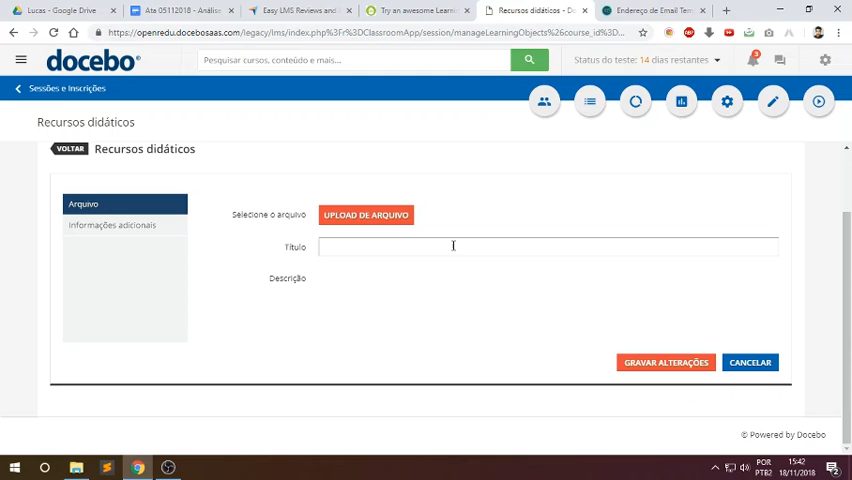 Lucas - Google Drive
Ata 05112018 - Análise
Easy LMS Reviews and
Try an awesome Learni
Recursos didáticos - Do
Endereço de Email Tem
https://openredu.docebosaas.com/legacy/lms/index.php?r%3DClassroomApp/session/manageLearningObjects%26course_id%3D...
docebo
Pesquisar cursos, conteúdo e mais...
Status do teste: 14 dias restantes
3
Sessões e Inscrições
Recursos didáticos
VOLTAR Recursos didáticos
Arquivo
Informações adicionais
Selecione o arquivo
UPLOAD DE ARQUIVO
Título
Descrição
GRAVAR ALTERAÇÕES
CANCELAR
© Powered by Docebo
POR
PTB2
15:42
18/11/2018
2